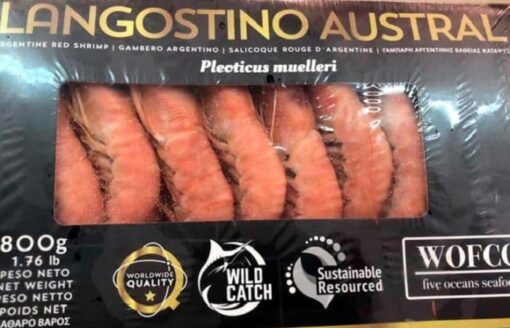 LANGOSTINO AUSTRAL
ARGENTINE RED SHRIMP | GAMBERO ARGENTINO | SALICOQUE ROUGE D'ARGENTINE | ΓΑΜΠΑΡΗ ΑΡΓΕΝΤΙΝΗΣ ΒΑΘΕΙΑΣ
Pleoticus muelleri
800g
1.76 lb
PESO NETO
NET WEIGHT
PESO NETTO
POIDS NET
ΚΑΘΑΡΟ ΒΑΡΟΣ
WORLDWIDE
QUALITY
WILD
CATCH
Sustainable
Resourced
WOFCO
five oceans seafood